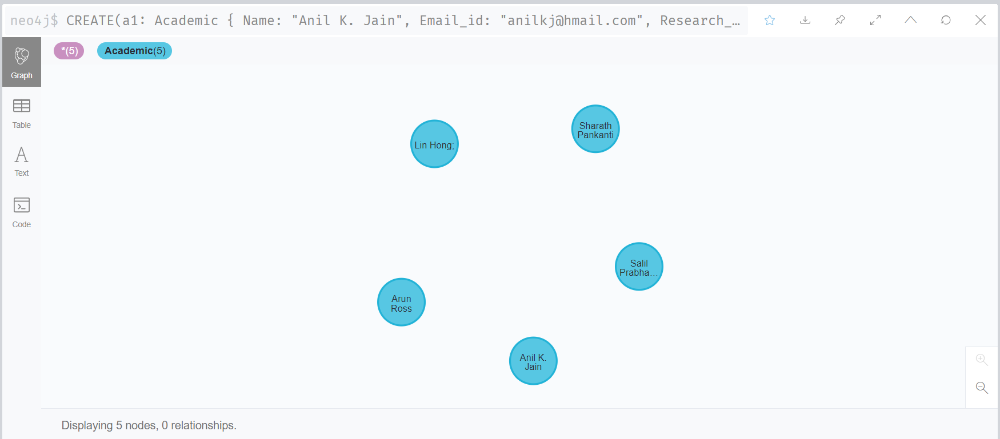 neo4j$ CREATE(a1: Academic { Name: "Anil K. Jain", Email_id: "anilkj@hmail.com", Research_…
*(5) Academic(5)
Graph
Table
Text
Code
Lin Hong;
Sharath
Pankanti
Salil
Prabha…
Arun
Ross
Anil K.
Jain
Displaying 5 nodes, 0 relationships.